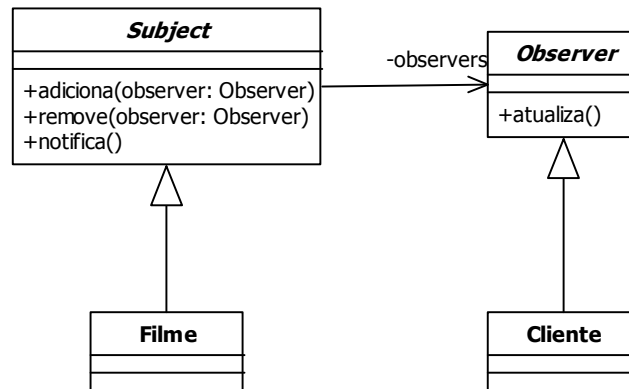 Subject
+adiciona(observer: Observer)
+remove(observer: Observer)
+notifica()
-observers
Observer
+atualiza()
Filme
Cliente